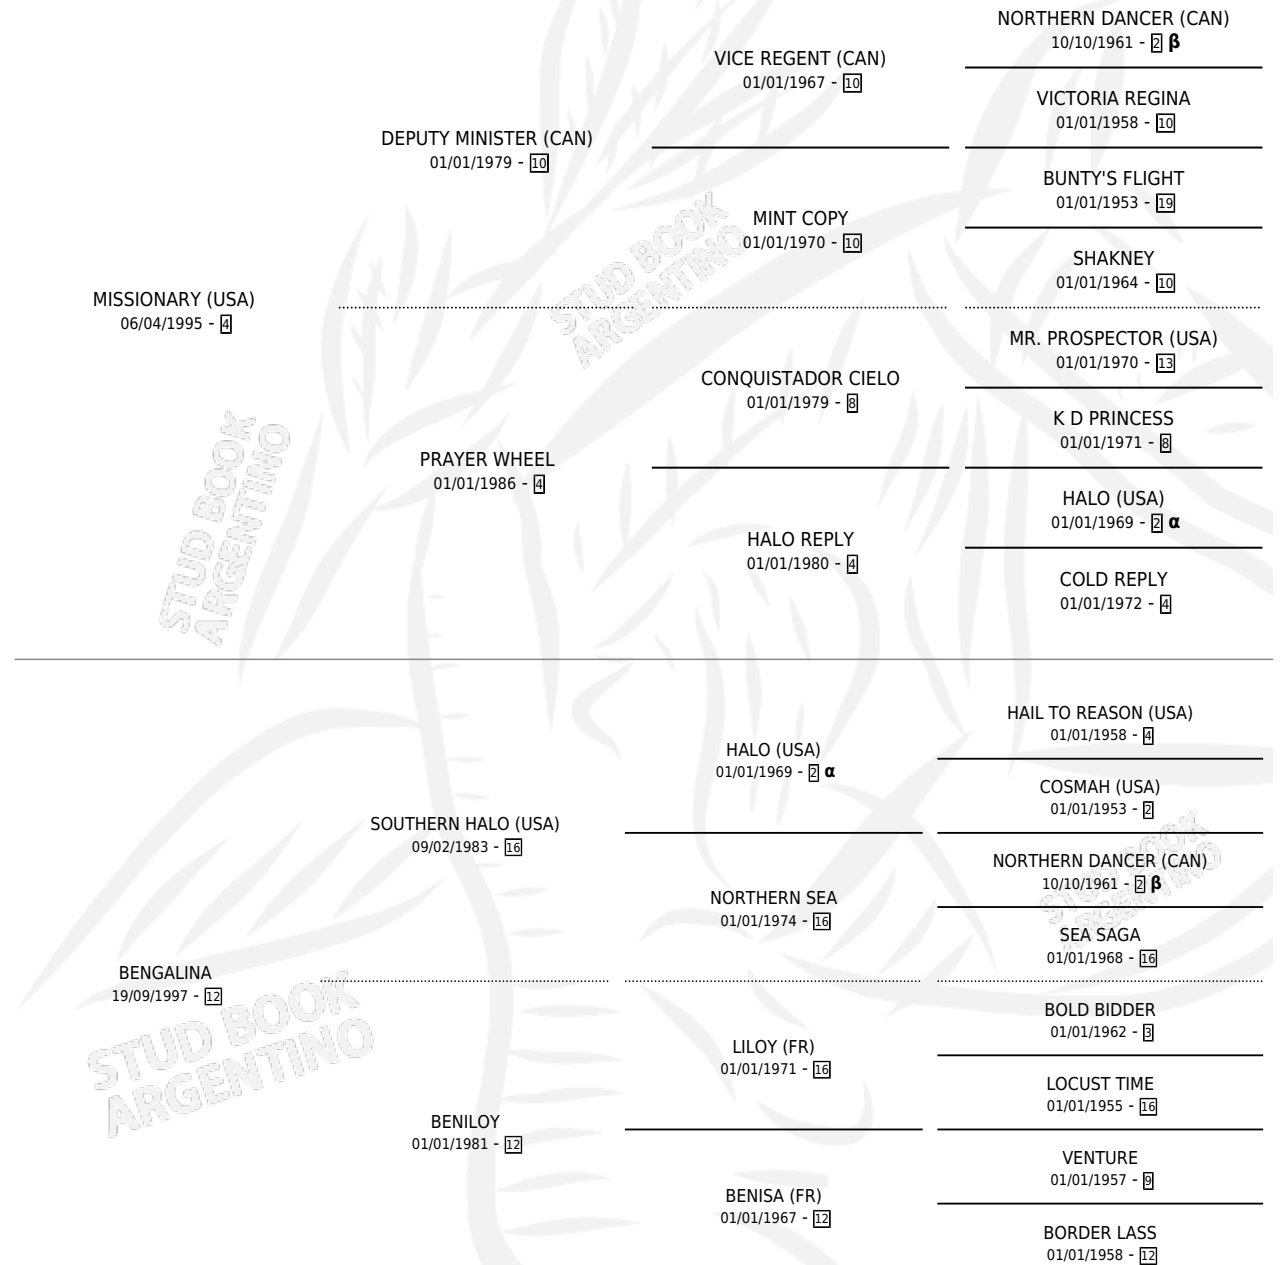 NORTHERN DANCER (CAN)
10/10/1961 - 2 β
VICE REGENT (CAN)
01/01/1967 - 10
VICTORIA REGINA
01/01/1958 - 10
DEPUTY MINISTER (CAN)
01/01/1979 - 10
BUNTY'S FLIGHT
01/01/1953 - 19
MINT COPY
01/01/1970 - 10
SHAKNEY
01/01/1964 - 10
MISSIONARY (USA)
06/04/1995 - 4
MR. PROSPECTOR (USA)
01/01/1970 - 13
CONQUISTADOR CIELO
01/01/1979 - 8
K D PRINCESS
01/01/1971 - 8
PRAYER WHEEL
01/01/1986 - 4
HALO (USA)
01/01/1969 - 2 α
HALO REPLY
01/01/1980 - 4
COLD REPLY
01/01/1972 - 4
HAIL TO REASON (USA)
01/01/1958 - 4
HALO (USA)
01/01/1969 - 2 α
COSMAH (USA)
01/01/1953 - 2
SOUTHERN HALO (USA)
09/02/1983 - 16
NORTHERN DANCER (CAN)
10/10/1961 - 2 β
NORTHERN SEA
01/01/1974 - 16
SEA SAGA
01/01/1968 - 16
BENGALINA
19/09/1997 - 12
BOLD BIDDER
01/01/1962 - 3
LILOY (FR)
01/01/1971 - 16
LOCUST TIME
01/01/1955 - 16
BENILOY
01/01/1981 - 12
VENTURE
01/01/1957 - 9
BENISA (FR)
01/01/1967 - 12
BORDER LASS
01/01/1958 - 12
STUD BOOK
ARGENTINO
STUD BOOK
ARGENTINO
STUD BOOK
ARGENTINO
STUD BOOK
ARGENTINO